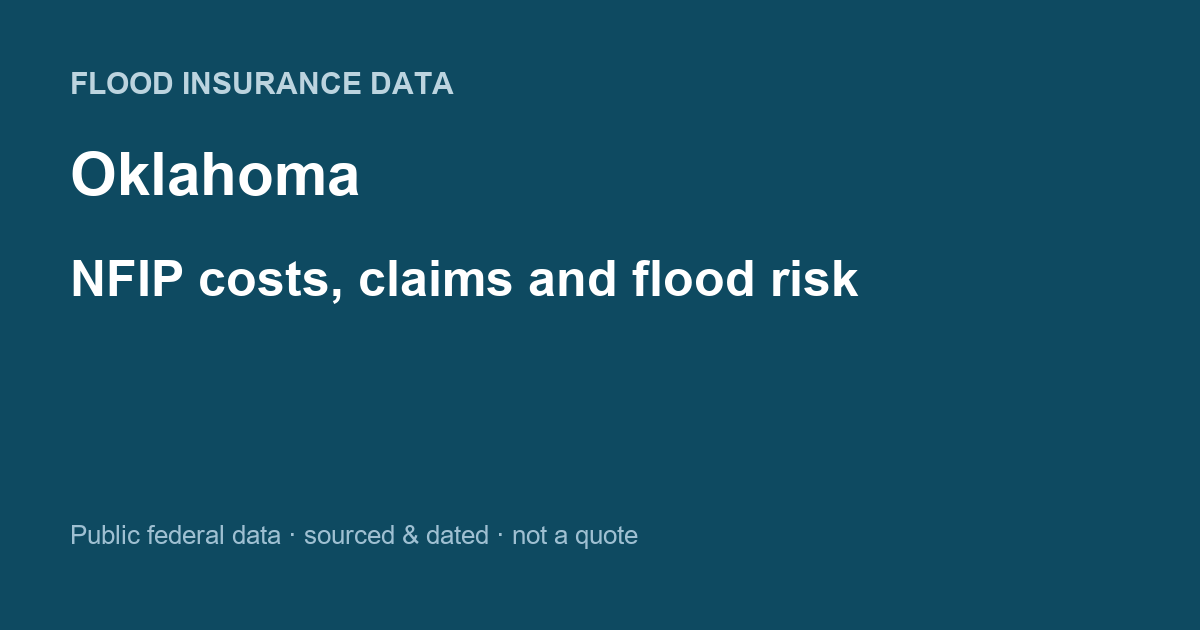 FLOOD INSURANCE DATA
Oklahoma
NFIP costs, claims and flood risk
Public federal data · sourced & dated · not a quote